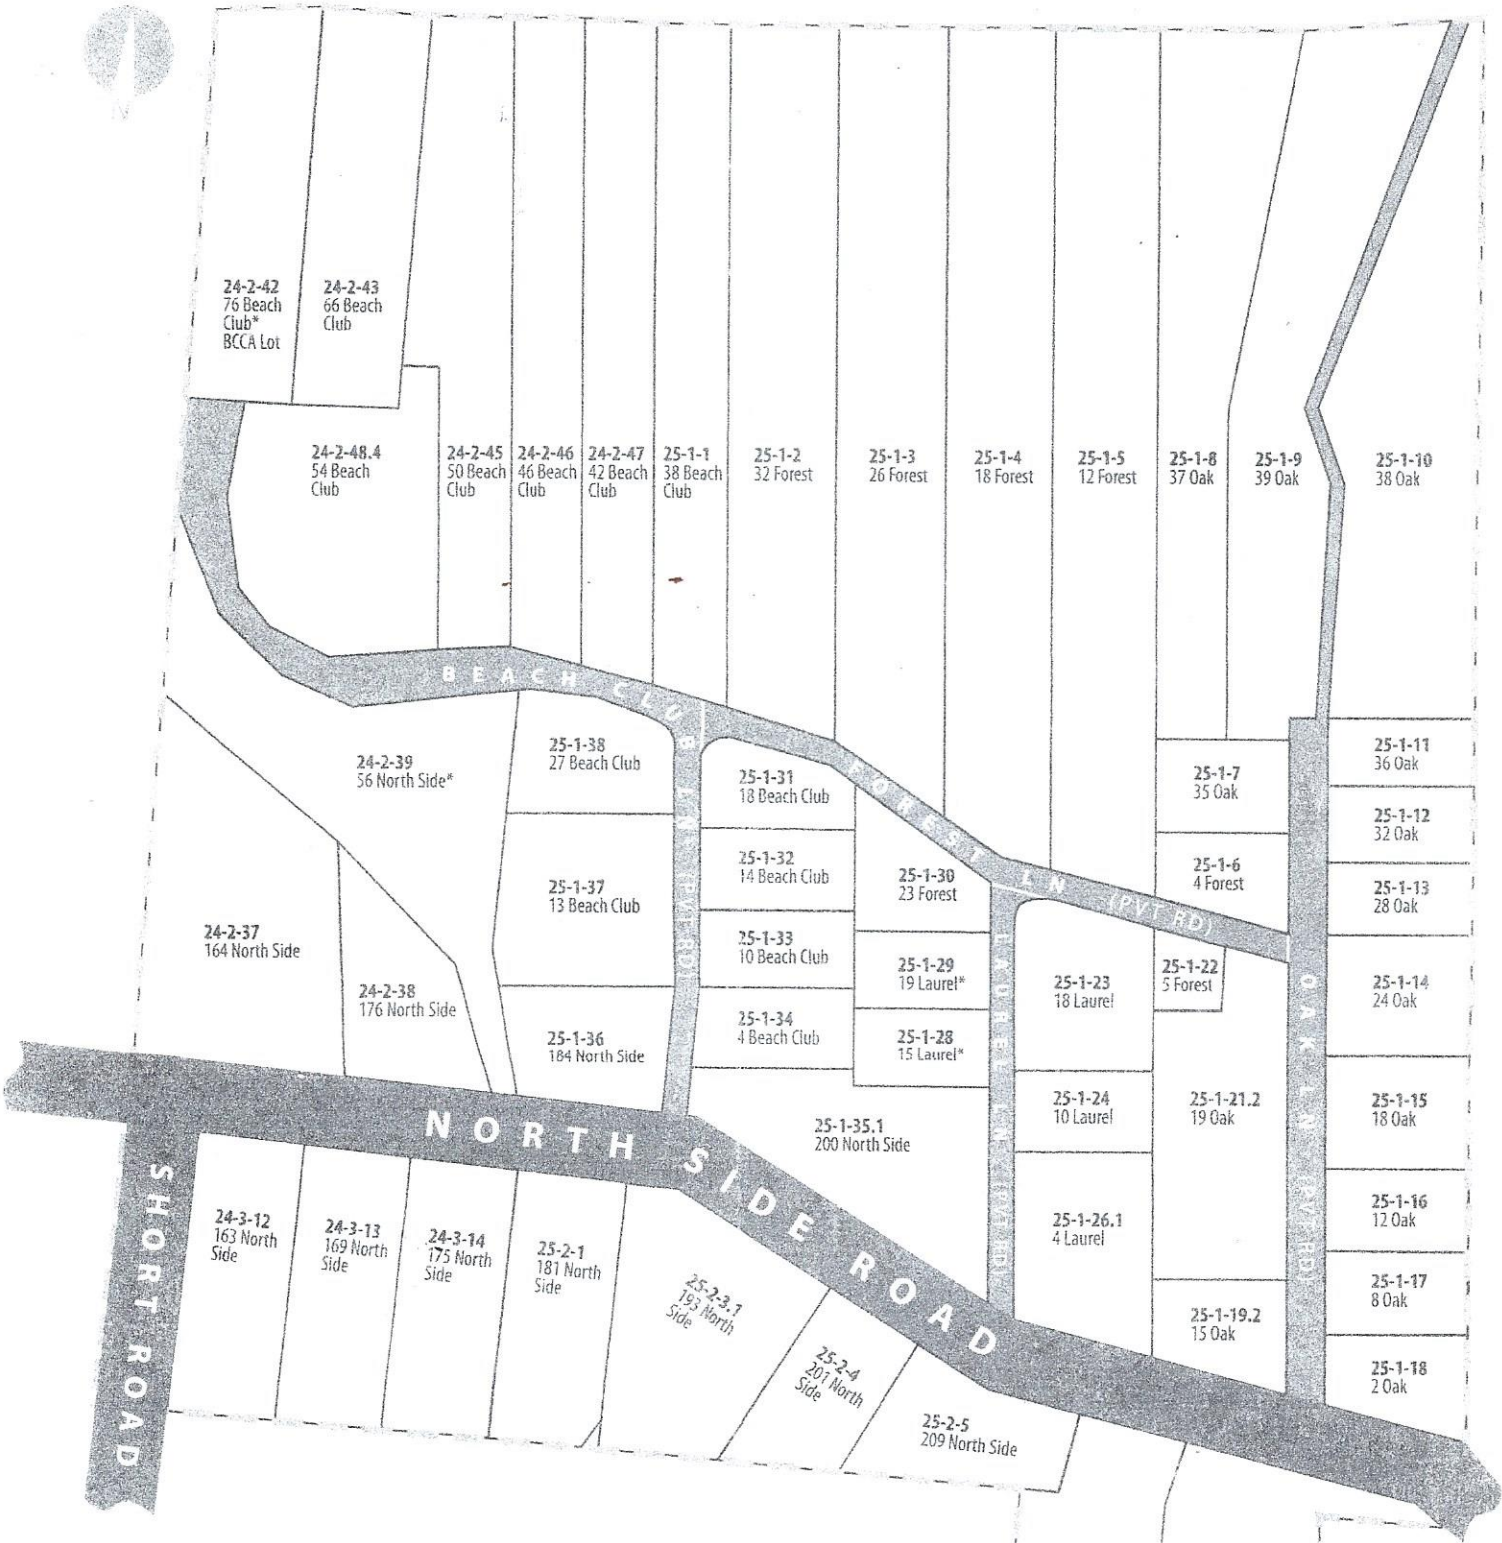 24-2-42
76 Beach
Club*
BCCA Lot
24-2-43
66 Beach
Club
24-2-48.4
54 Beach
Club
24-2-45
50 Beach
Club
24-2-46
46 Beach
Club
24-2-47
42 Beach
Club
25-1-1
38 Beach
Club
25-1-2
32 Forest
25-1-3
26 Forest
25-1-4
18 Forest
25-1-5
12 Forest
25-1-8
37 Oak
25-1-9
39 Oak
25-1-10
38 Oak
BEACH CLUB LN (PVT RD)
FOREST LN (PVT RD)
24-2-39
56 North Side*
25-1-38
27 Beach Club
25-1-31
18 Beach Club
25-1-7
35 Oak
25-1-11
36 Oak
25-1-12
32 Oak
25-1-37
13 Beach Club
25-1-32
14 Beach Club
25-1-30
23 Forest
25-1-6
4 Forest
25-1-13
28 Oak
24-2-37
164 North Side
24-2-38
176 North Side
25-1-33
10 Beach Club
25-1-29
19 Laurel*
LAUREL LN (PVT RD)
25-1-23
18 Laurel
25-1-22
5 Forest
OAK LN (PVT RD)
25-1-14
24 Oak
25-1-36
184 North Side
25-1-34
4 Beach Club
25-1-28
15 Laurel*
25-1-35.1
200 North Side
25-1-24
10 Laurel
25-1-21.2
19 Oak
25-1-15
18 Oak
NORTH SIDE ROAD
SHORT ROAD
24-3-12
163 North
Side
24-3-13
169 North
Side
24-3-14
175 North
Side
25-2-1
181 North
Side
25-2-3.1
193 North
Side
25-2-4
201 North
Side
25-2-5
209 North Side
25-1-26.1
4 Laurel
25-1-19.2
15 Oak
25-1-16
12 Oak
25-1-17
8 Oak
25-1-18
2 Oak